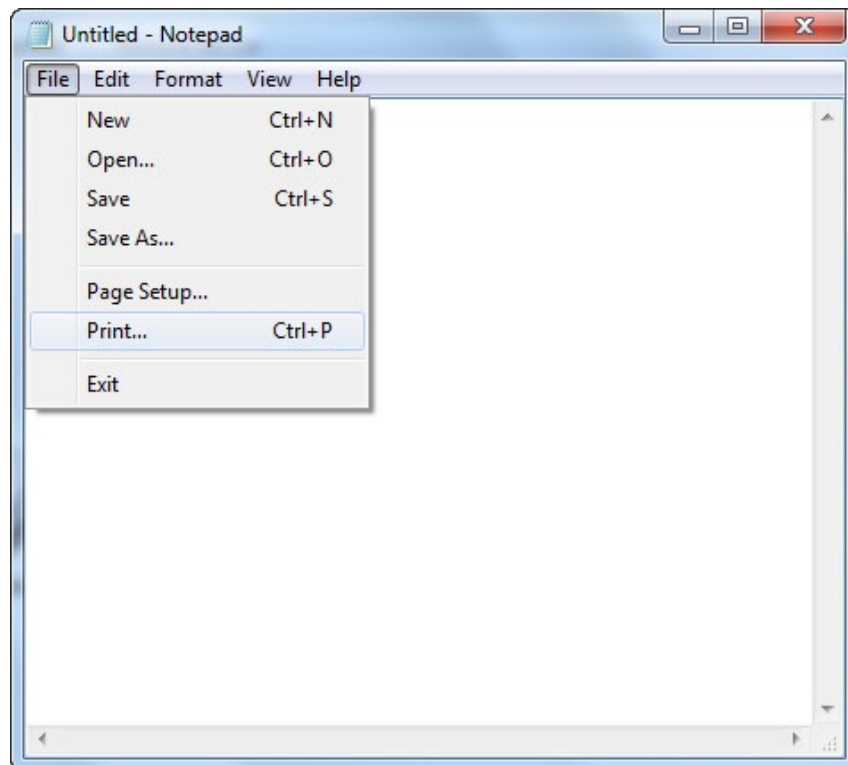 Untitled - Notepad
File Edit Format View Help
New Ctrl+N
Open... Ctrl+O
Save Ctrl+S
Save As...
Page Setup...
Print... Ctrl+P
Exit